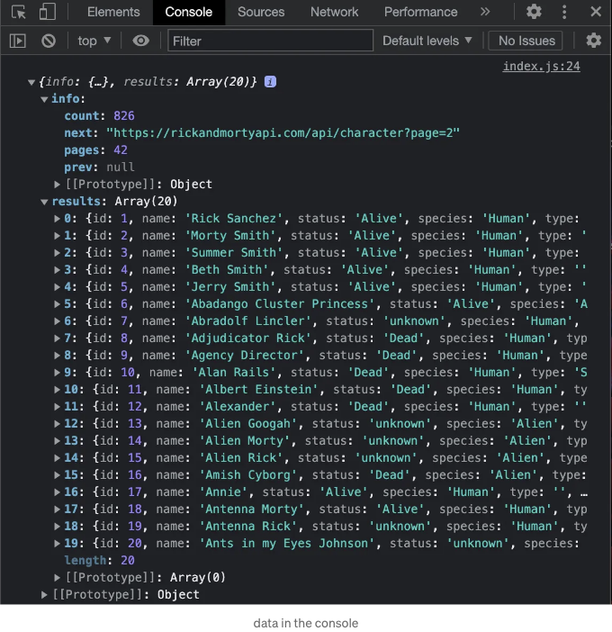 Elements Console Sources Network Performance »
top ▼ Filter Default levels ▼ No Issues
index.js:24
▼{info: {…}, results: Array(20)} i
▼info:
count: 826
next: "https://rickandmortyapi.com/api/character?page=2"
pages: 42
prev: null
▶[[Prototype]]: Object
▼results: Array(20)
▶0: {id: 1, name: 'Rick Sanchez', status: 'Alive', species: 'Human', type:
▶1: {id: 2, name: 'Morty Smith', status: 'Alive', species: 'Human', type: '
▶2: {id: 3, name: 'Summer Smith', status: 'Alive', species: 'Human', type:
▶3: {id: 4, name: 'Beth Smith', status: 'Alive', species: 'Human', type: ''
▶4: {id: 5, name: 'Jerry Smith', status: 'Alive', species: 'Human', type: '
▶5: {id: 6, name: 'Abadango Cluster Princess', status: 'Alive', species: 'A
▶6: {id: 7, name: 'Abradolf Lincler', status: 'unknown', species: 'Human',
▶7: {id: 8, name: 'Adjudicator Rick', status: 'Dead', species: 'Human', typ
▶8: {id: 9, name: 'Agency Director', status: 'Dead', species: 'Human', type
▶9: {id: 10, name: 'Alan Rails', status: 'Dead', species: 'Human', type: 'S
▶10: {id: 11, name: 'Albert Einstein', status: 'Dead', species: 'Human', ty
▶11: {id: 12, name: 'Alexander', status: 'Dead', species: 'Human', type: ''
▶12: {id: 13, name: 'Alien Googah', status: 'unknown', species: 'Alien', ty
▶13: {id: 14, name: 'Alien Morty', status: 'unknown', species: 'Alien', typ
▶14: {id: 15, name: 'Alien Rick', status: 'unknown', species: 'Alien', type
▶15: {id: 16, name: 'Amish Cyborg', status: 'Dead', species: 'Alien', type:
▶16: {id: 17, name: 'Annie', status: 'Alive', species: 'Human', type: '', …
▶17: {id: 18, name: 'Antenna Morty', status: 'Alive', species: 'Human', typ
▶18: {id: 19, name: 'Antenna Rick', status: 'unknown', species: 'Human', ty
▶19: {id: 20, name: 'Ants in my Eyes Johnson', status: 'unknown', species:
length: 20
▶[[Prototype]]: Array(0)
▶[[Prototype]]: Object
data in the console